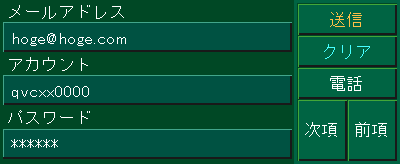 メールアドレス
hoge@hoge.com
アカウント
qvcxx0000
パスワード
******
送信
クリア
電話
次項
前項